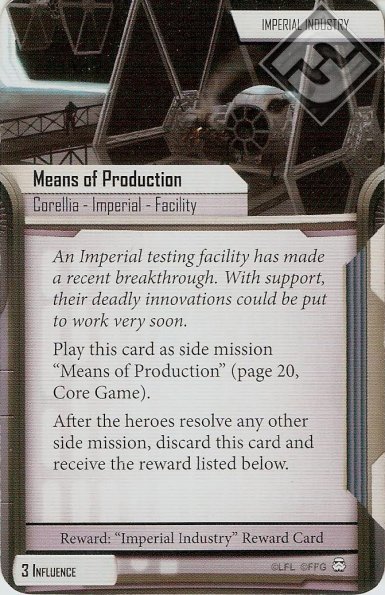 IMPERIAL INDUSTRY
Means of Production
Corellia - Imperial - Facility
An Imperial testing facility has made
a recent breakthrough. With support,
their deadly innovations could be put
to work very soon.
Play this card as side mission
“Means of Production” (page 20,
Core Game).
After the heroes resolve any other
side mission, discard this card and
receive the reward listed below.
Reward: “Imperial Industry” Reward Card
3 INFLUENCE
©LFL ©FFG